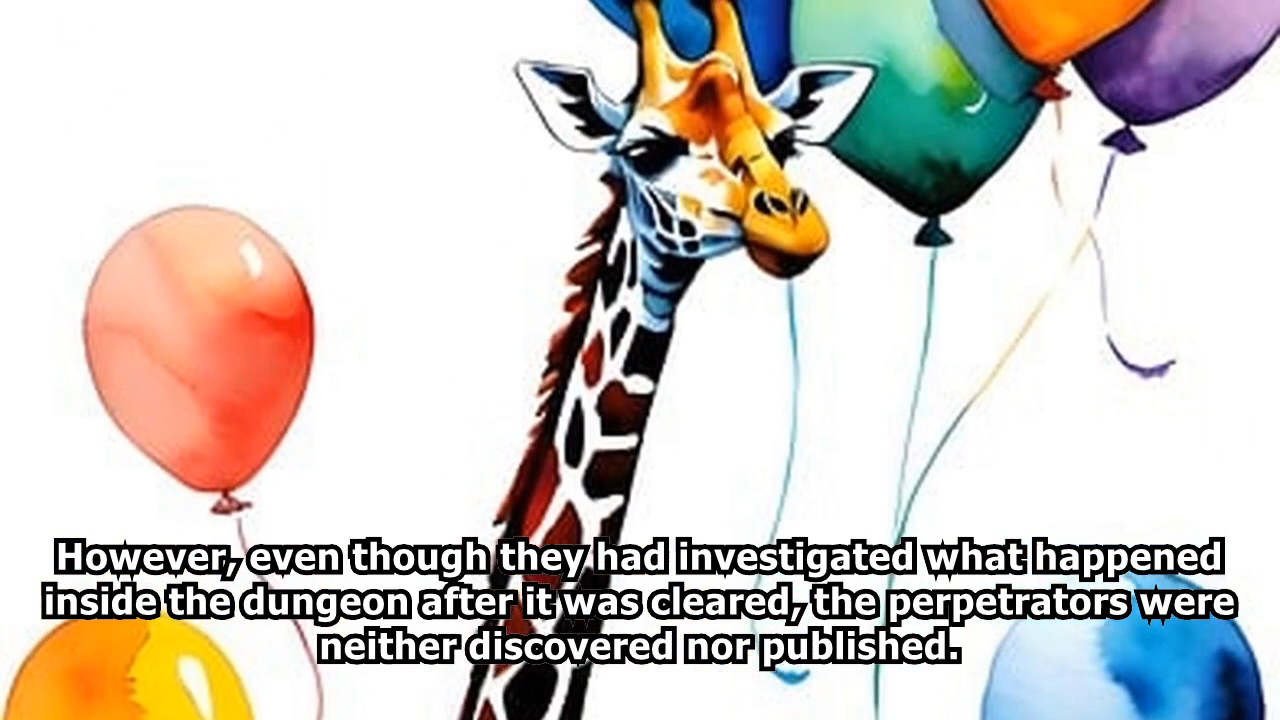 However, even though they had investigated what happened
inside the dungeon after it was cleared, the perpetrators were
neither discovered nor published.